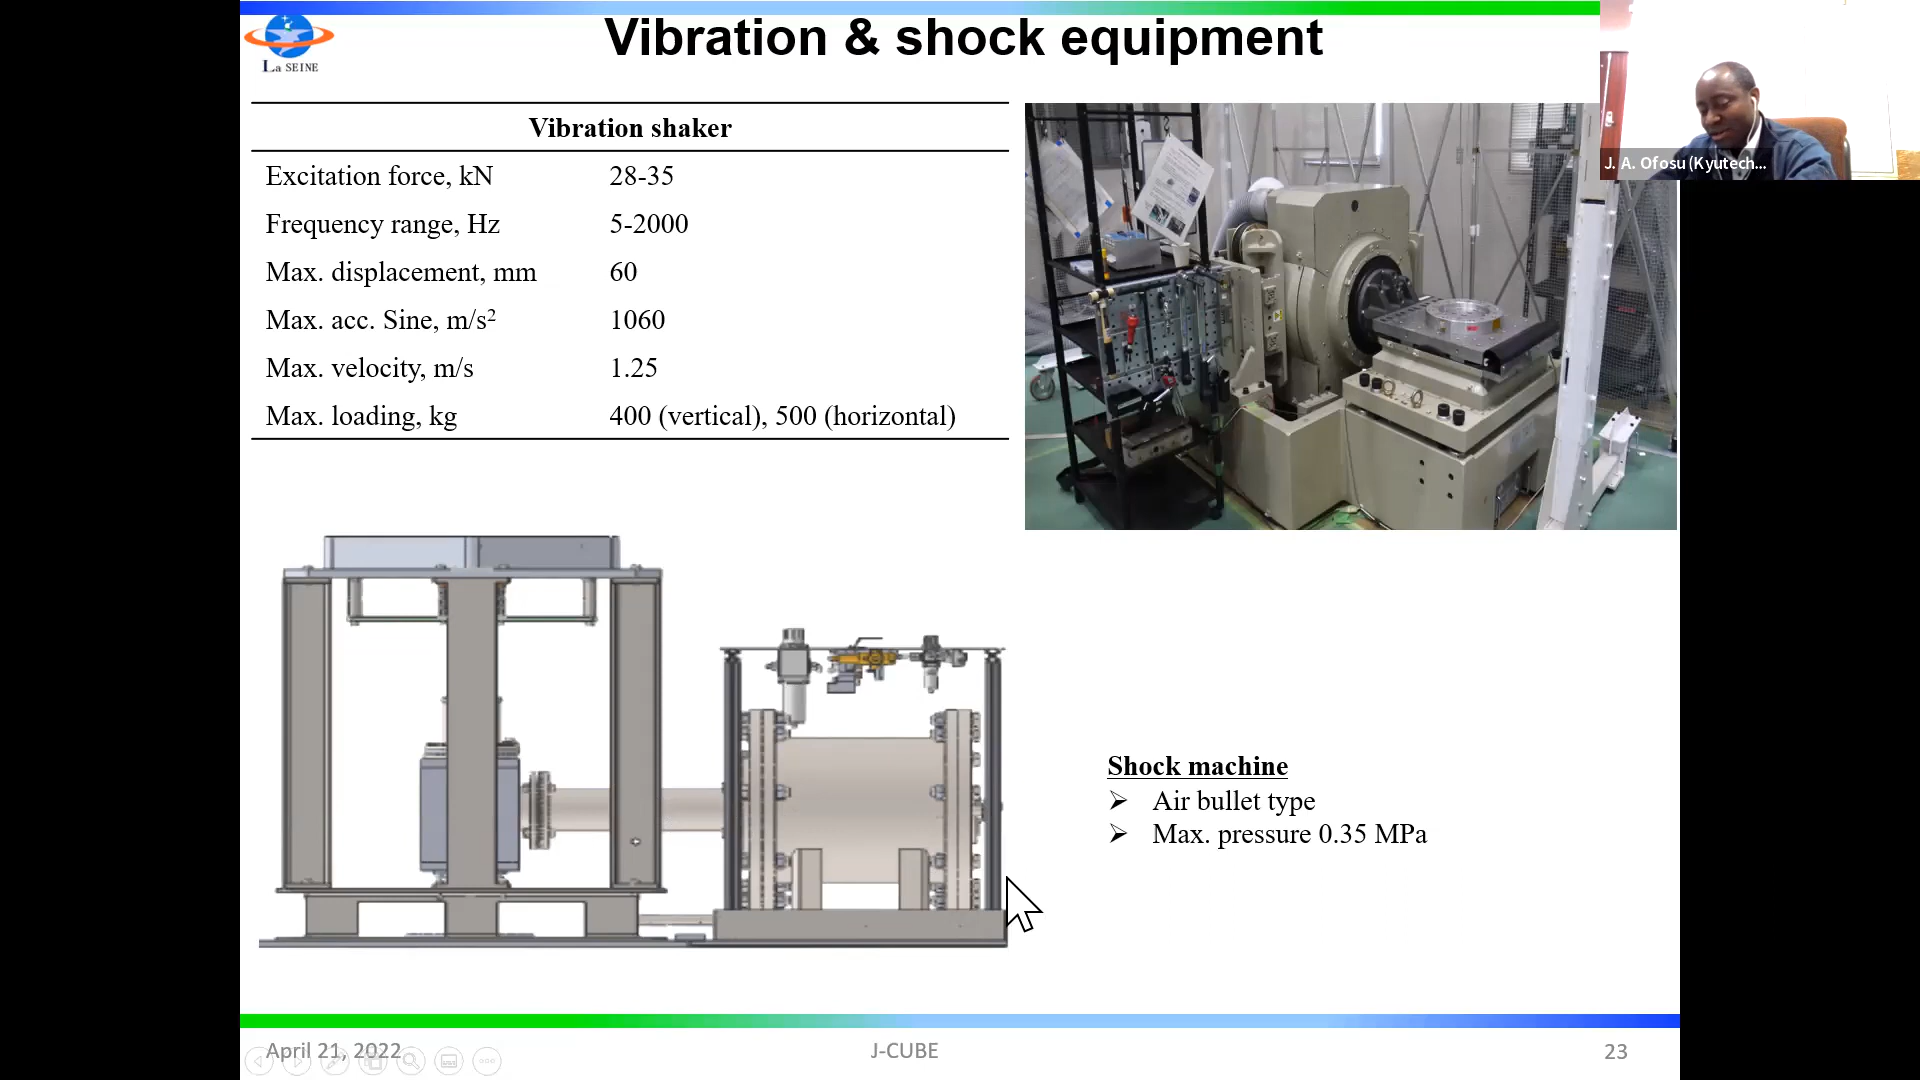 Vibration & shock equipment
La SEINE
J. A. Ofosu (Kyutech...
Vibration shaker
Excitation force, kN 28-35
Frequency range, Hz 5-2000
Max. displacement, mm 60
Max. acc. Sine, m/s² 1060
Max. velocity, m/s 1.25
Max. loading, kg 400 (vertical), 500 (horizontal)
Shock machine
➢ Air bullet type
➢ Max. pressure 0.35 MPa
April 21, 2022
J-CUBE
23